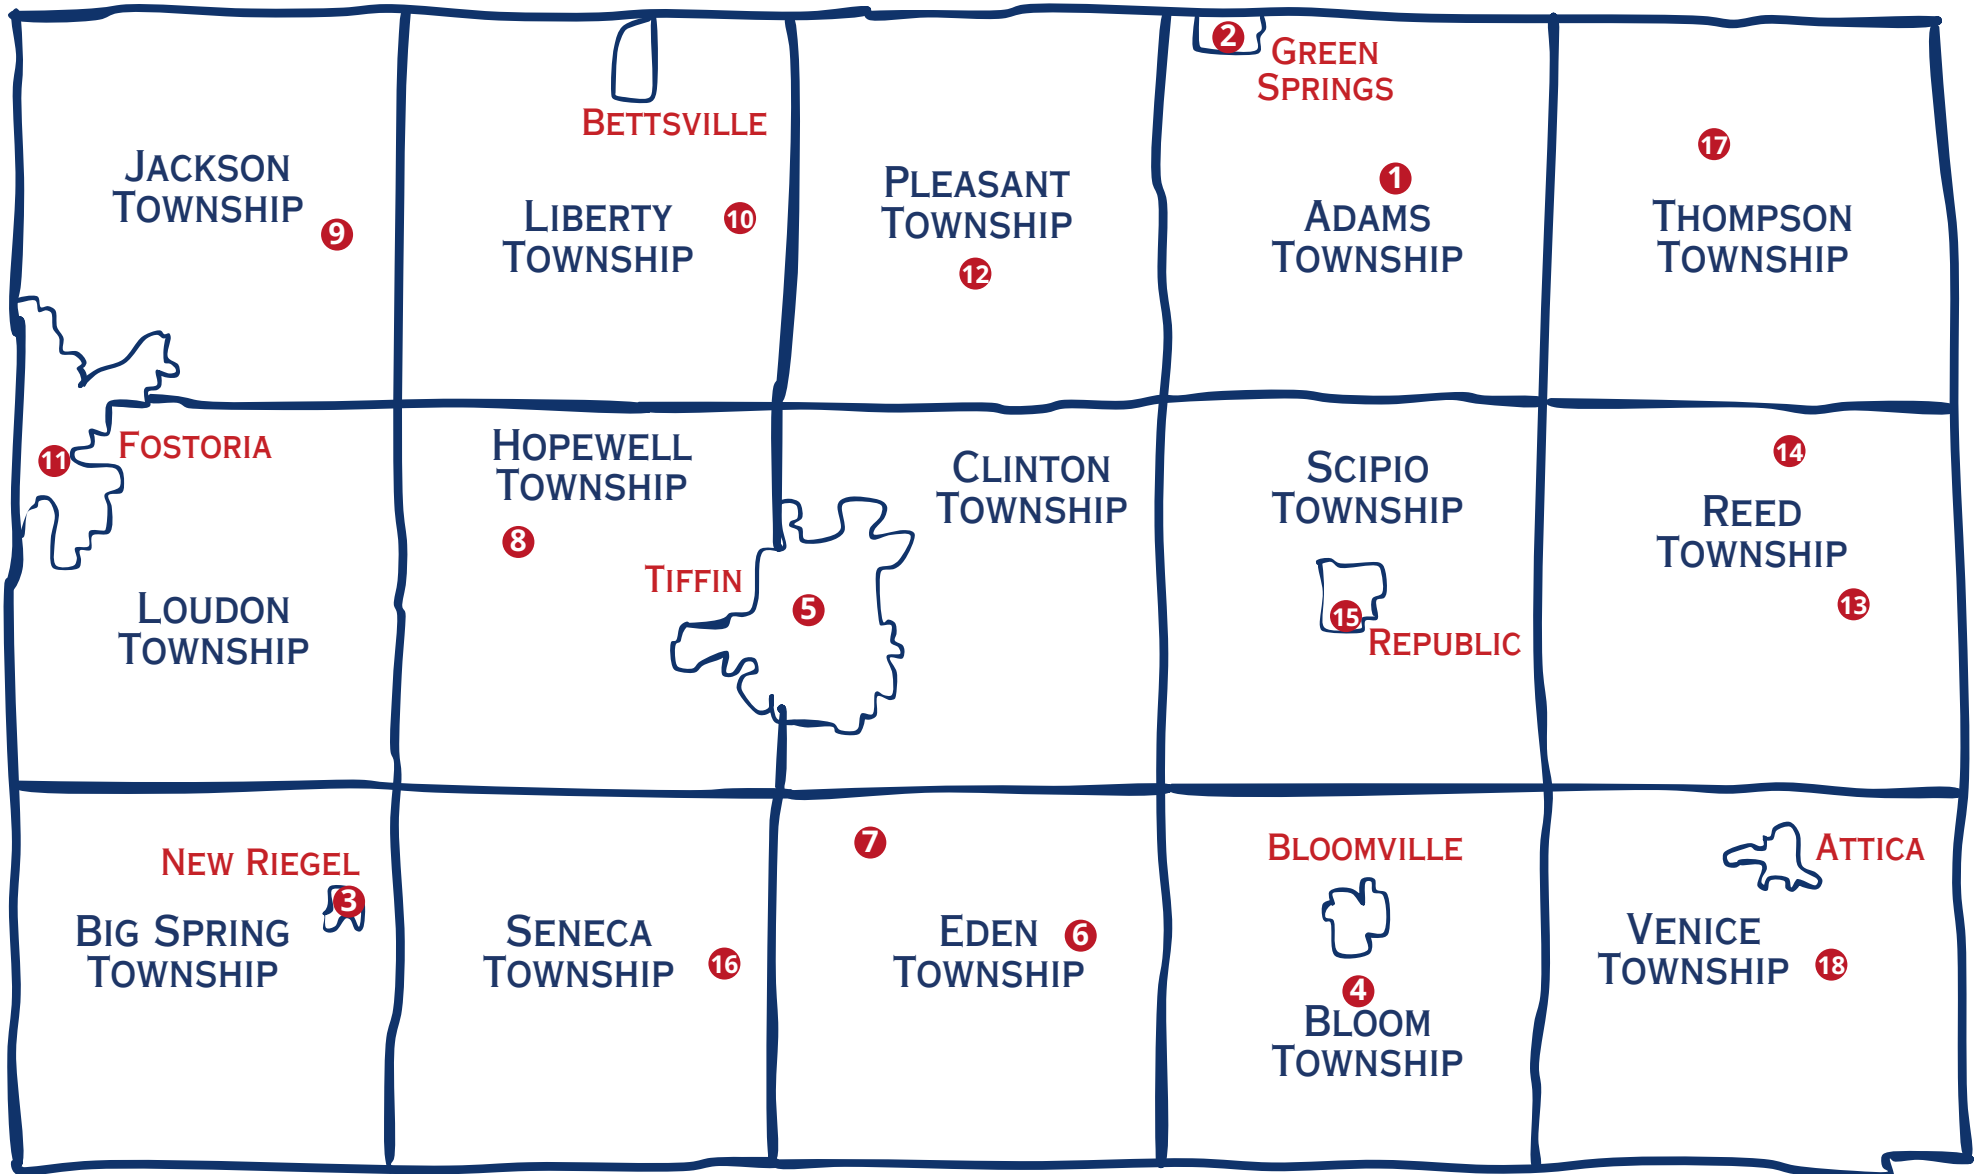 2
GREEN
SPRINGS
BETTSVILLE
17
JACKSON
TOWNSHIP
9
LIBERTY
TOWNSHIP
10
PLEASANT
TOWNSHIP
12
1
ADAMS
TOWNSHIP
THOMPSON
TOWNSHIP
11
FOSTORIA
LOUDON
TOWNSHIP
HOPEWELL
TOWNSHIP
8
TIFFIN
5
CLINTON
TOWNSHIP
SCIPIO
TOWNSHIP
15
REPUBLIC
14
REED
TOWNSHIP
13
NEW RIEGEL
3
BIG SPRING
TOWNSHIP
SENECA
TOWNSHIP
16
7
EDEN
TOWNSHIP
6
BLOOMVILLE
4
BLOOM
TOWNSHIP
ATTICA
VENICE
TOWNSHIP
18